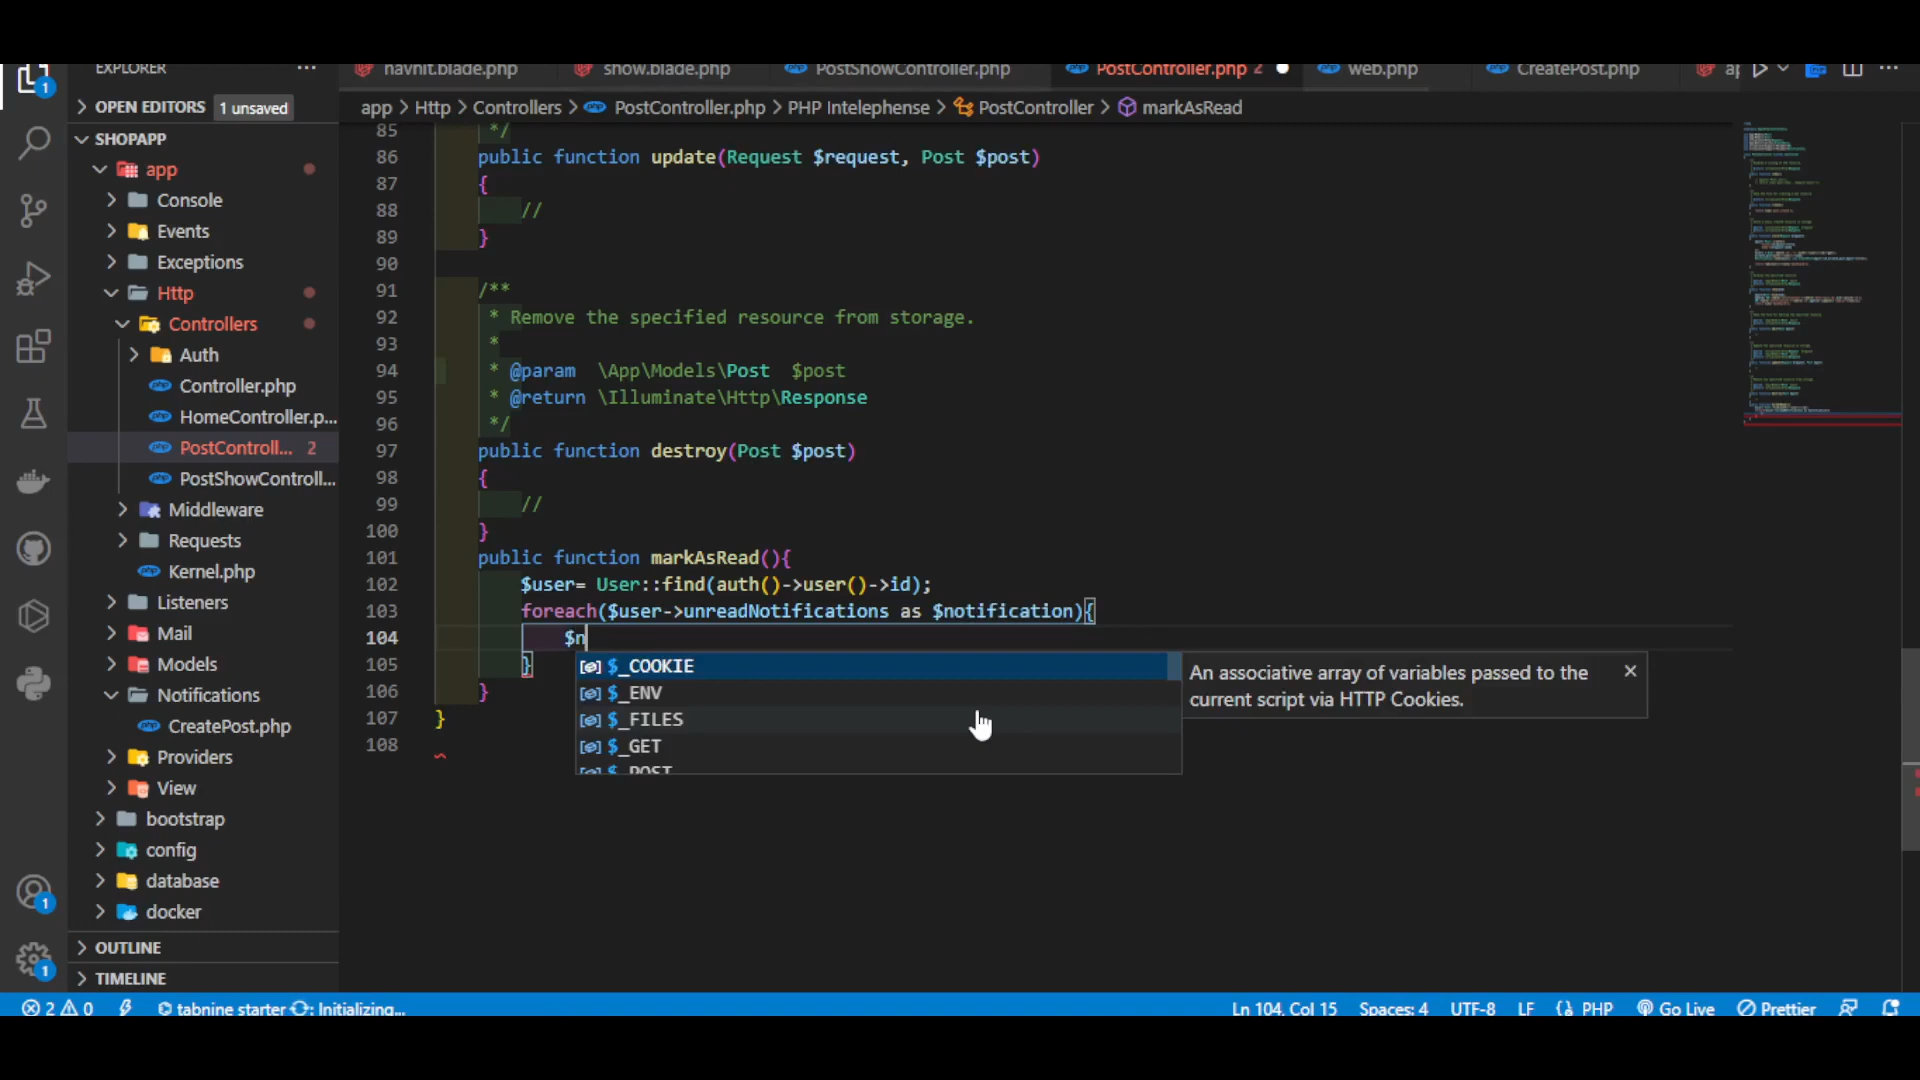 EXPLORER
navnit.blade.php
show.blade.php
PostShowController.php
PostController.php 2
web.php
CreatePost.php
OPEN EDITORS 1 unsaved
app > Http > Controllers > PostController.php > PHP Intelephense > PostController > markAsRead
SHOPAPP
app
Console
Events
Exceptions
Http
Controllers
Auth
Controller.php
HomeController.p...
PostControll... 2
PostShowControll...
Middleware
Requests
Kernel.php
Listeners
Mail
Models
Notifications
CreatePost.php
Providers
View
bootstrap
config
database
docker
OUTLINE
TIMELINE
85 */
86 public function update(Request $request, Post $post)
87 {
88 //
89 }
90
91 /**
92 * Remove the specified resource from storage.
93 *
94 * @param \App\Models\Post $post
95 * @return \Illuminate\Http\Response
96 */
97 public function destroy(Post $post)
98 {
99 //
100 }
101 public function markAsRead(){
102 $user= User::find(auth()->user()->id);
103 foreach($user->unreadNotifications as $notification){
104 $n
105 }
106 }
107 }
108
$_COOKIE
$_ENV
$_FILES
$_GET
$_POST
An associative array of variables passed to the
current script via HTTP Cookies.
1
1
1
2 0 tabnine starter : Initializing... Ln 104, Col 15 Spaces: 4 UTF-8 LF {} PHP Go Live Prettier